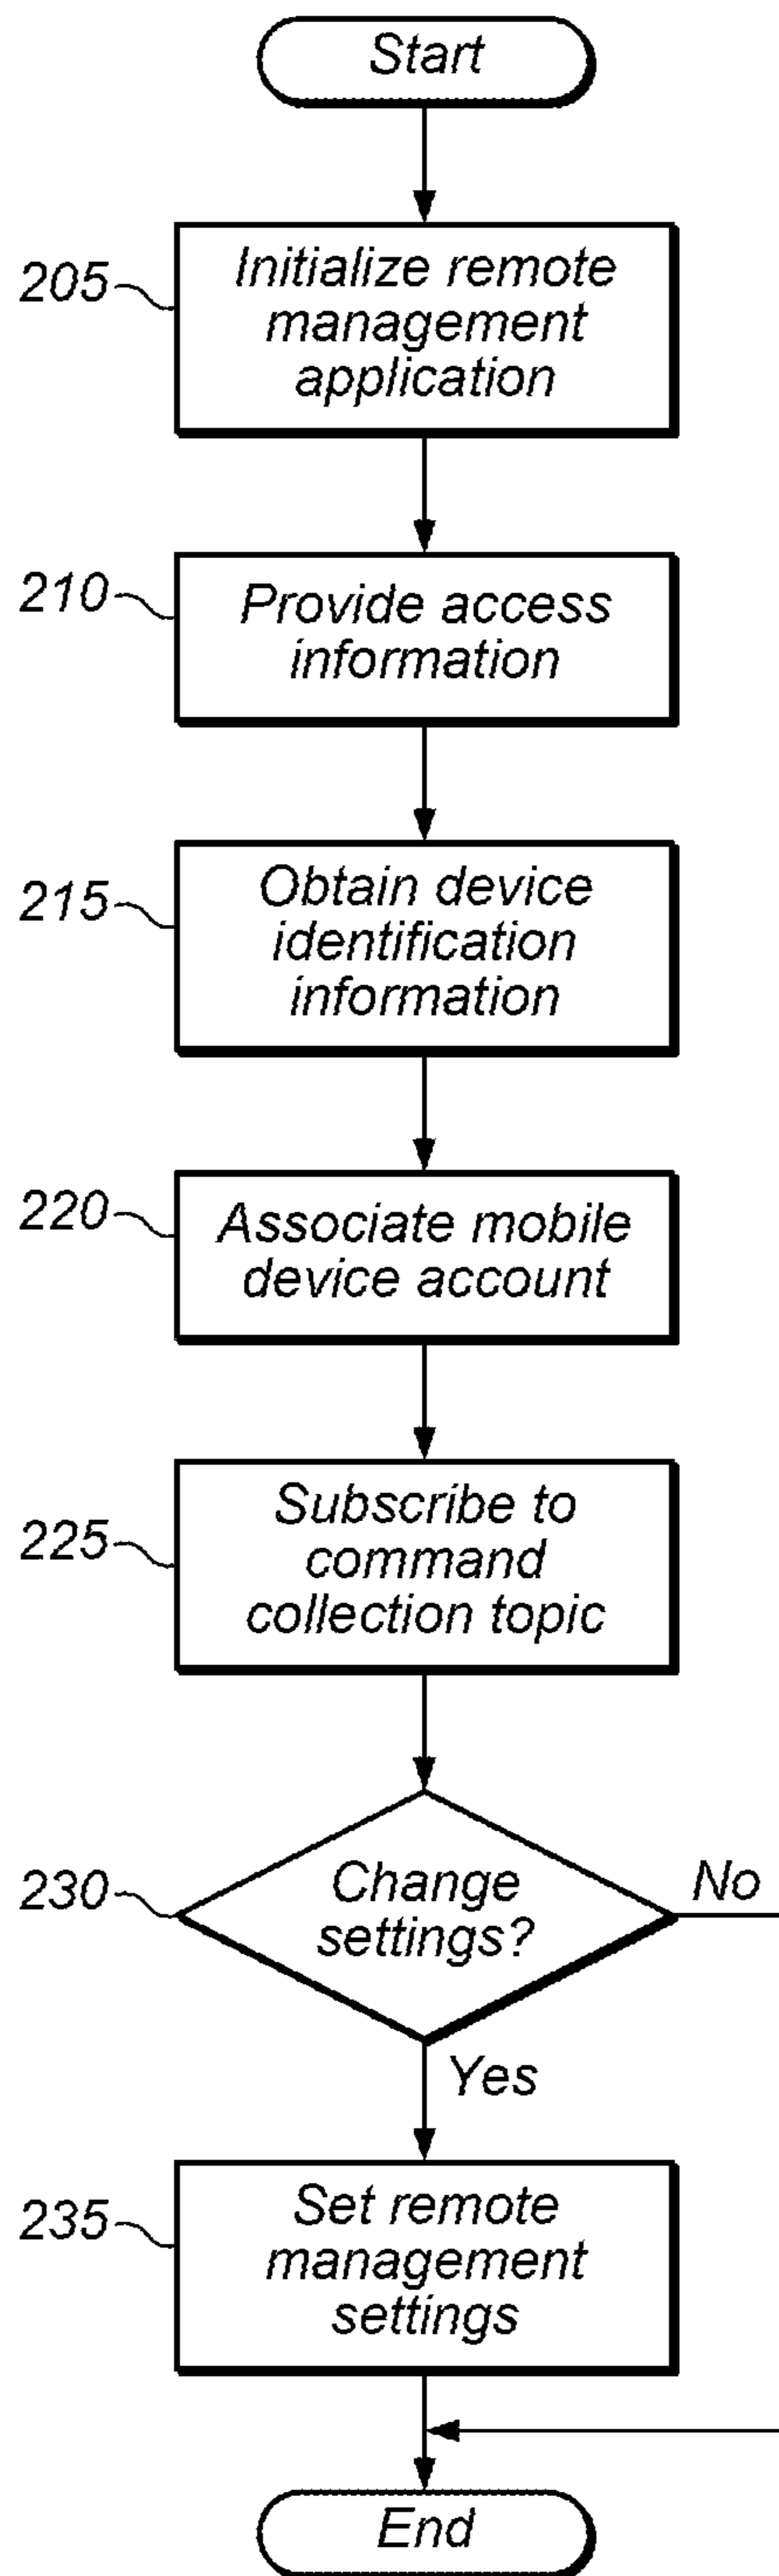 Start
205
Initialize remote
management
application
210
Provide access
information
215
Obtain device
identification
information
220
Associate mobile
device account
225
Subscribe to
command
collection topic
230
Change
settings?
No
Yes
235
Set remote
management
settings
End